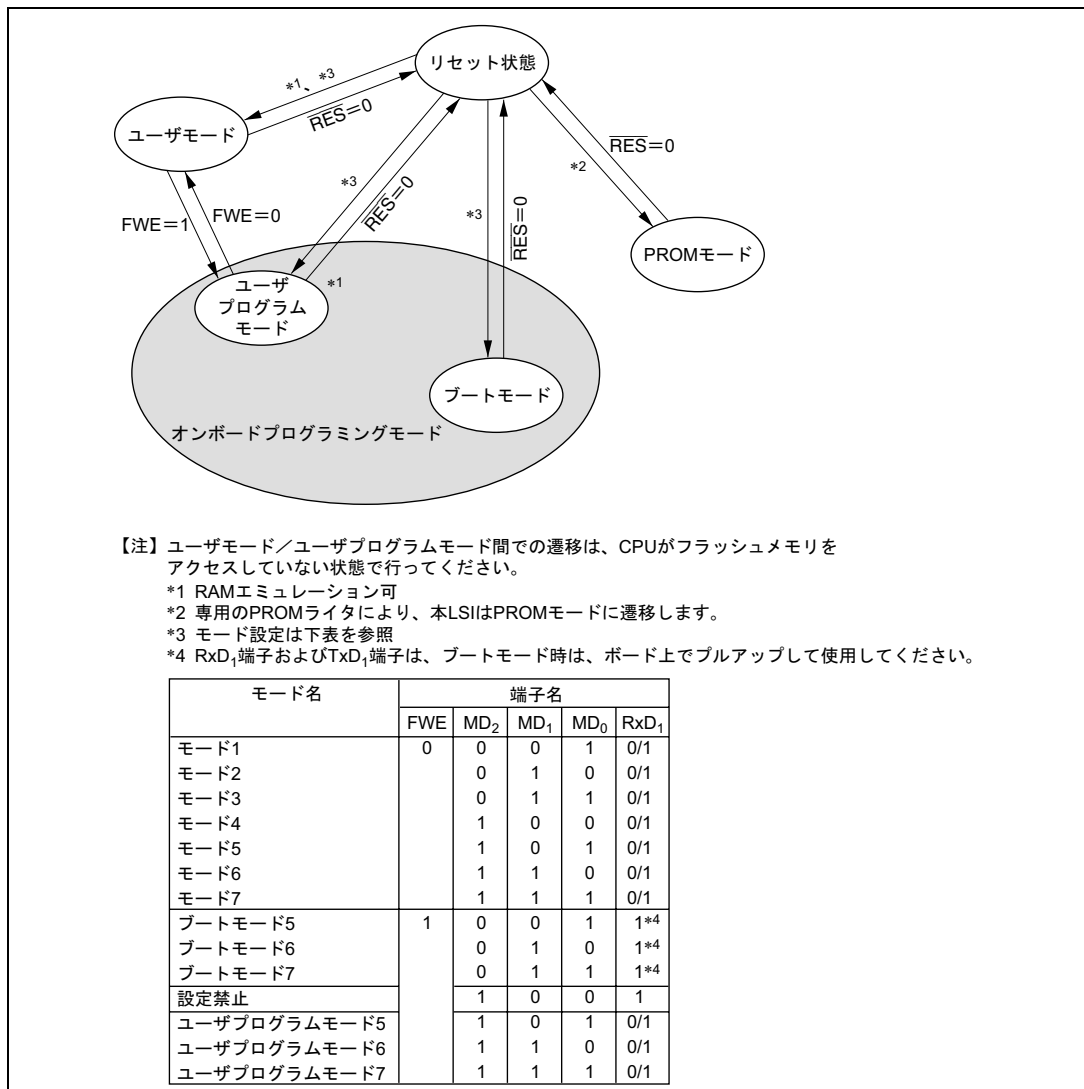 リセット状態
*1、*3
RES=0
ユーザモード
RES=0
*3
RES=0
*3
RES=0
*2
FWE=1
FWE=0
PROMモード
ユーザ
プログラム
モード
*1
ブートモード
オンボードプログラミングモード
【注】ユーザモード／ユーザプログラムモード間での遷移は、CPUがフラッシュメモリを
アクセスしていない状態で行ってください。
*1 RAMエミュレーション可
*2 専用のPROMライタにより、本LSIはPROMモードに遷移します。
*3 モード設定は下表を参照
*4 RxD1端子およびTxD1端子は、ブートモード時は、ボード上でプルアップして使用してください。
モード名 端子名
FWE MD2 MD1 MD0 RxD1
モード1 0 0 0 1 0/1
モード2 0 1 0 0/1
モード3 0 1 1 0/1
モード4 1 0 0 0/1
モード5 1 0 1 0/1
モード6 1 1 0 0/1
モード7 1 1 1 0/1
ブートモード5 1 0 0 1 1*4
ブートモード6 0 1 0 1*4
ブートモード7 0 1 1 1*4
設定禁止 1 0 0 1
ユーザプログラムモード5 1 0 1 0/1
ユーザプログラムモード6 1 1 0 0/1
ユーザプログラムモード7 1 1 1 0/1